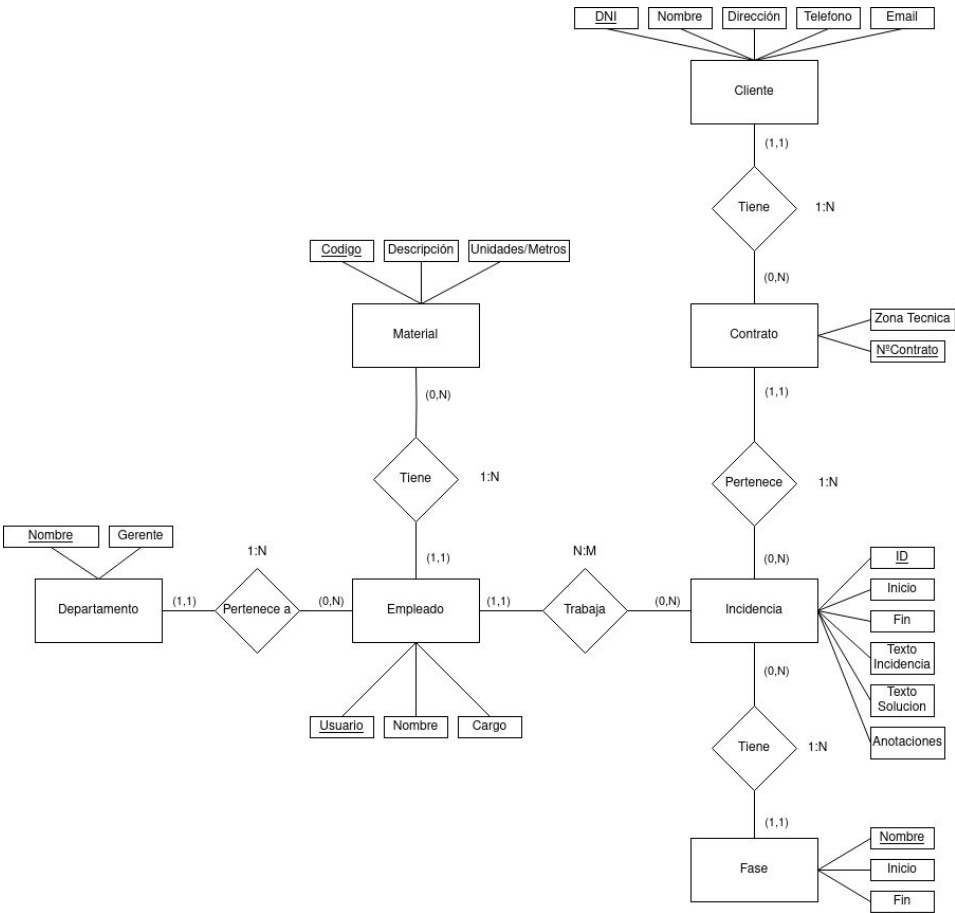 DNI
Nombre
Dirección
Telefono
Email
Cliente
(1,1)
Tiene
1:N
(0,N)
Codigo
Descripción
Unidades/Metros
Material
Contrato
Zona Tecnica
NºContrato
(0,N)
(1,1)
Tiene
1:N
Pertenece
1:N
Nombre
Gerente
1:N
(1,1)
N:M
(0,N)
Departamento
(1,1)
Pertenece a
(0,N)
Empleado
(1,1)
Trabaja
(0,N)
Incidencia
ID
Inicio
Fin
Texto
Incidencia
Texto
Solucion
Anotaciones
(0,N)
Usuario
Nombre
Cargo
Tiene
1:N
(1,1)
Fase
Nombre
Inicio
Fin